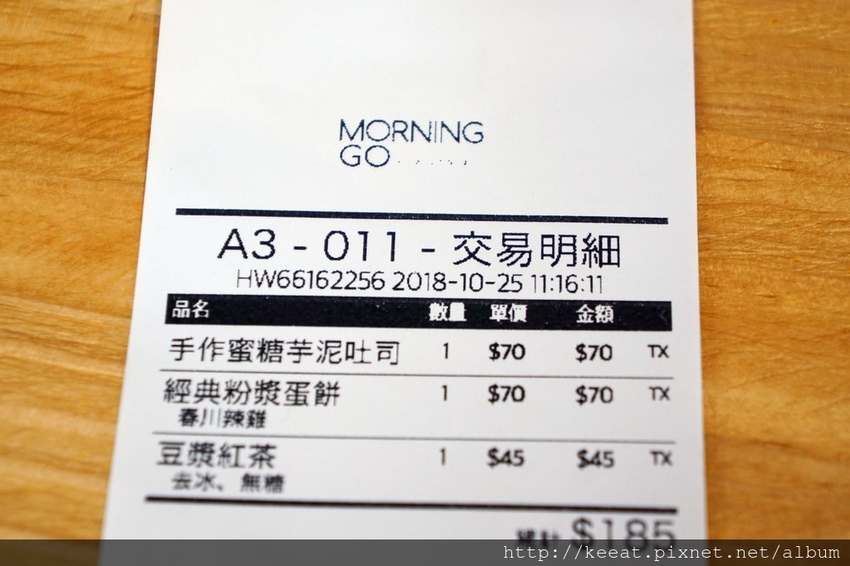 MORNING
GO
A3 - 011 - 交易明細
HW66162256 2018-10-25 11:16:11
品名 數量 單價 金額
手作蜜糖芋泥吐司 1 $70 $70 TX
經典粉漿蛋餅 1 $70 $70 TX
春川辣雞
豆漿紅茶 1 $45 $45 TX
去冰、無糖
總計 $185
http://keeat.pixnet.net/album